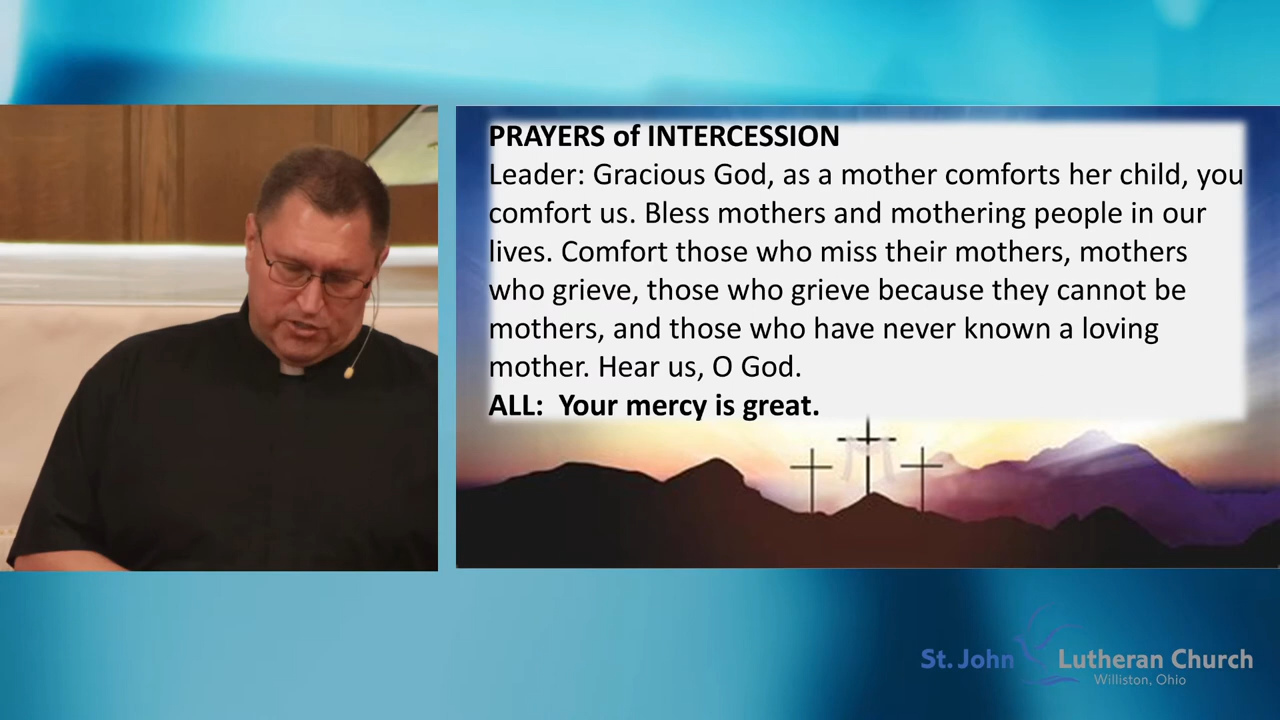 PRAYERS of INTERCESSION
Leader: Gracious God, as a mother comforts her child, you
comfort us. Bless mothers and mothering people in our
lives. Comfort those who miss their mothers, mothers
who grieve, those who grieve because they cannot be
mothers, and those who have never known a loving
mother. Hear us, O God.
ALL:  Your mercy is great.
St. John Lutheran Church
Williston, Ohio